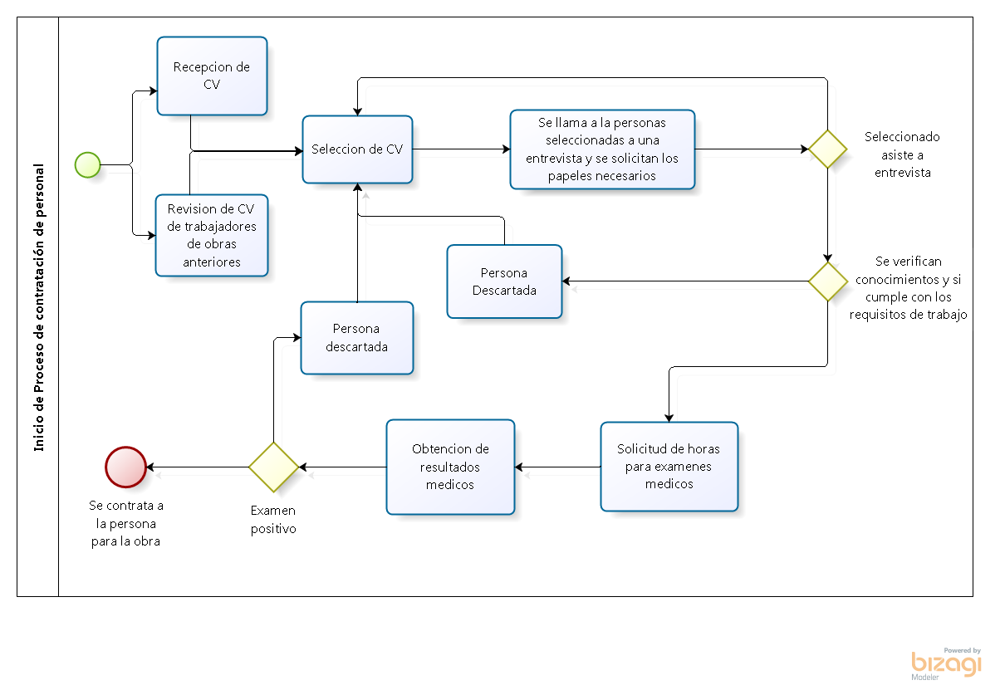 Inicio de Proceso de contratación de personal
Recepcion de
CV
Revision de CV
de trabajadores
de obras
anteriores
Seleccion de CV
Se llama a la personas
seleccionadas a una
entrevista y se solicitan los
papeles necesarios
Seleccionado
asiste a
entrevista
Se verifican
conocimientos y si
cumple con los
requisitos de trabajo
Persona
Descartada
Persona
descartada
Solicitud de horas
para examenes
medicos
Obtencion de
resultados
medicos
Examen
positivo
Se contrata a
la persona
para la obra
Powered by
bizagi
Modeler